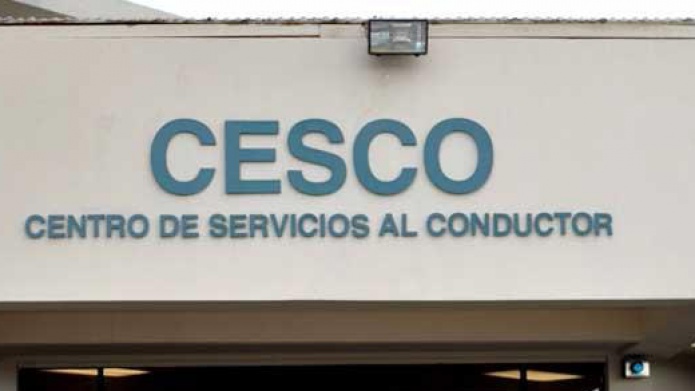 CESCO
CENTRO DE SERVICIOS AL CONDUCTOR